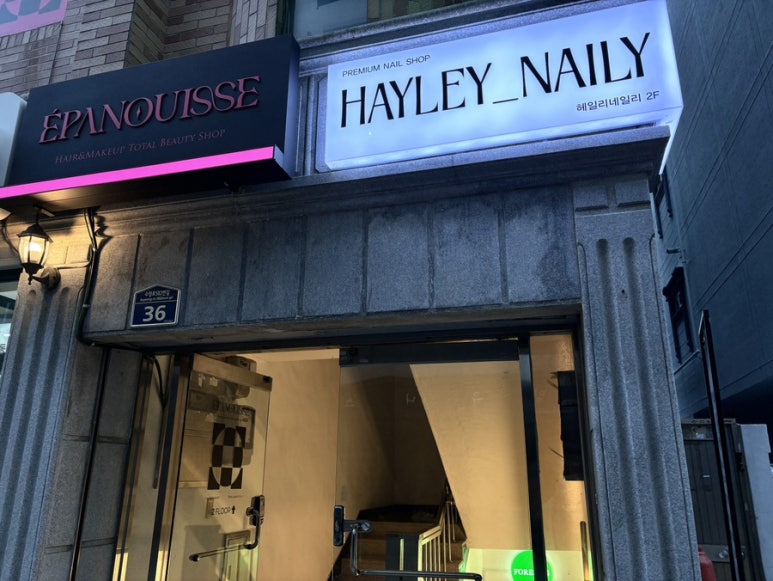 ÉPANOUISSE
HAIR&MAKEUP TOTAL BEAUTY SHOP
PREMIUM NAIL SHOP
HAYLEY_NAILY
헤일리네일리 2F
36
2 FLOOR